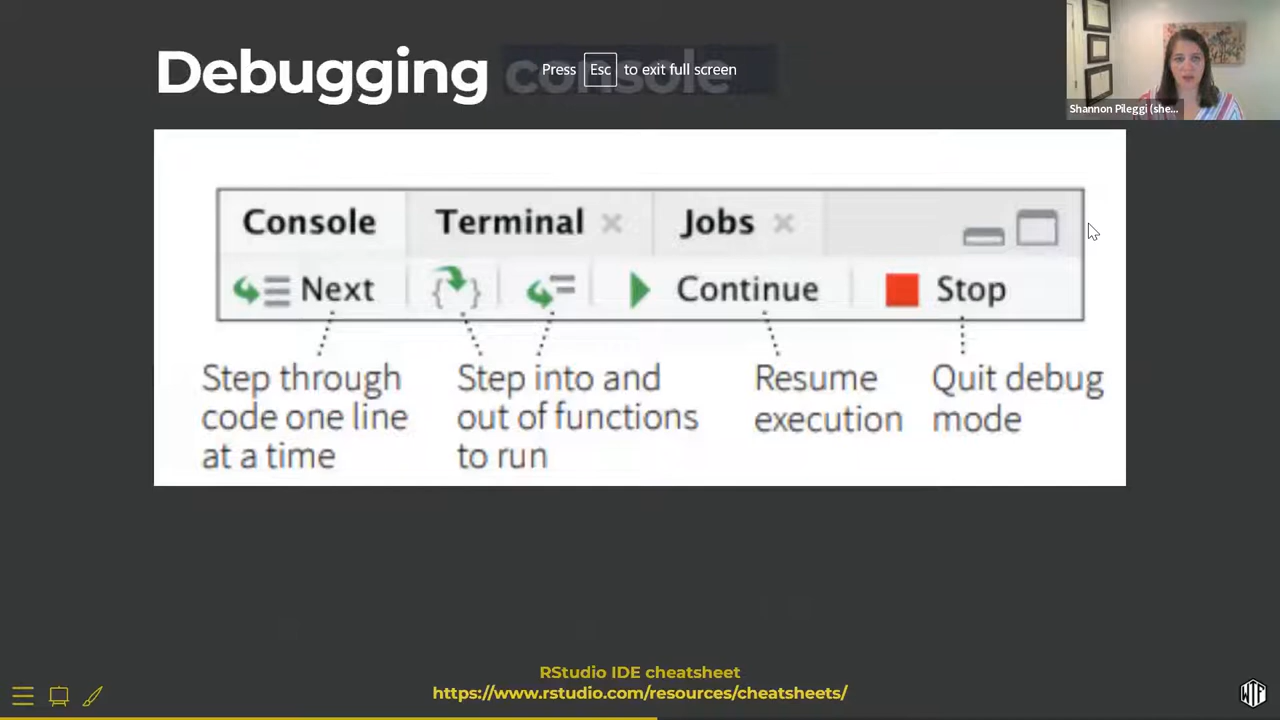 Debugging console
Press Esc to exit full screen
Shannon Pileggi (she...
Console Terminal Jobs
Next Continue Stop
Step through
code one line
at a time
Step into and
out of functions
to run
Resume
execution
Quit debug
mode
RStudio IDE cheatsheet
https://www.rstudio.com/resources/cheatsheets/
WTF